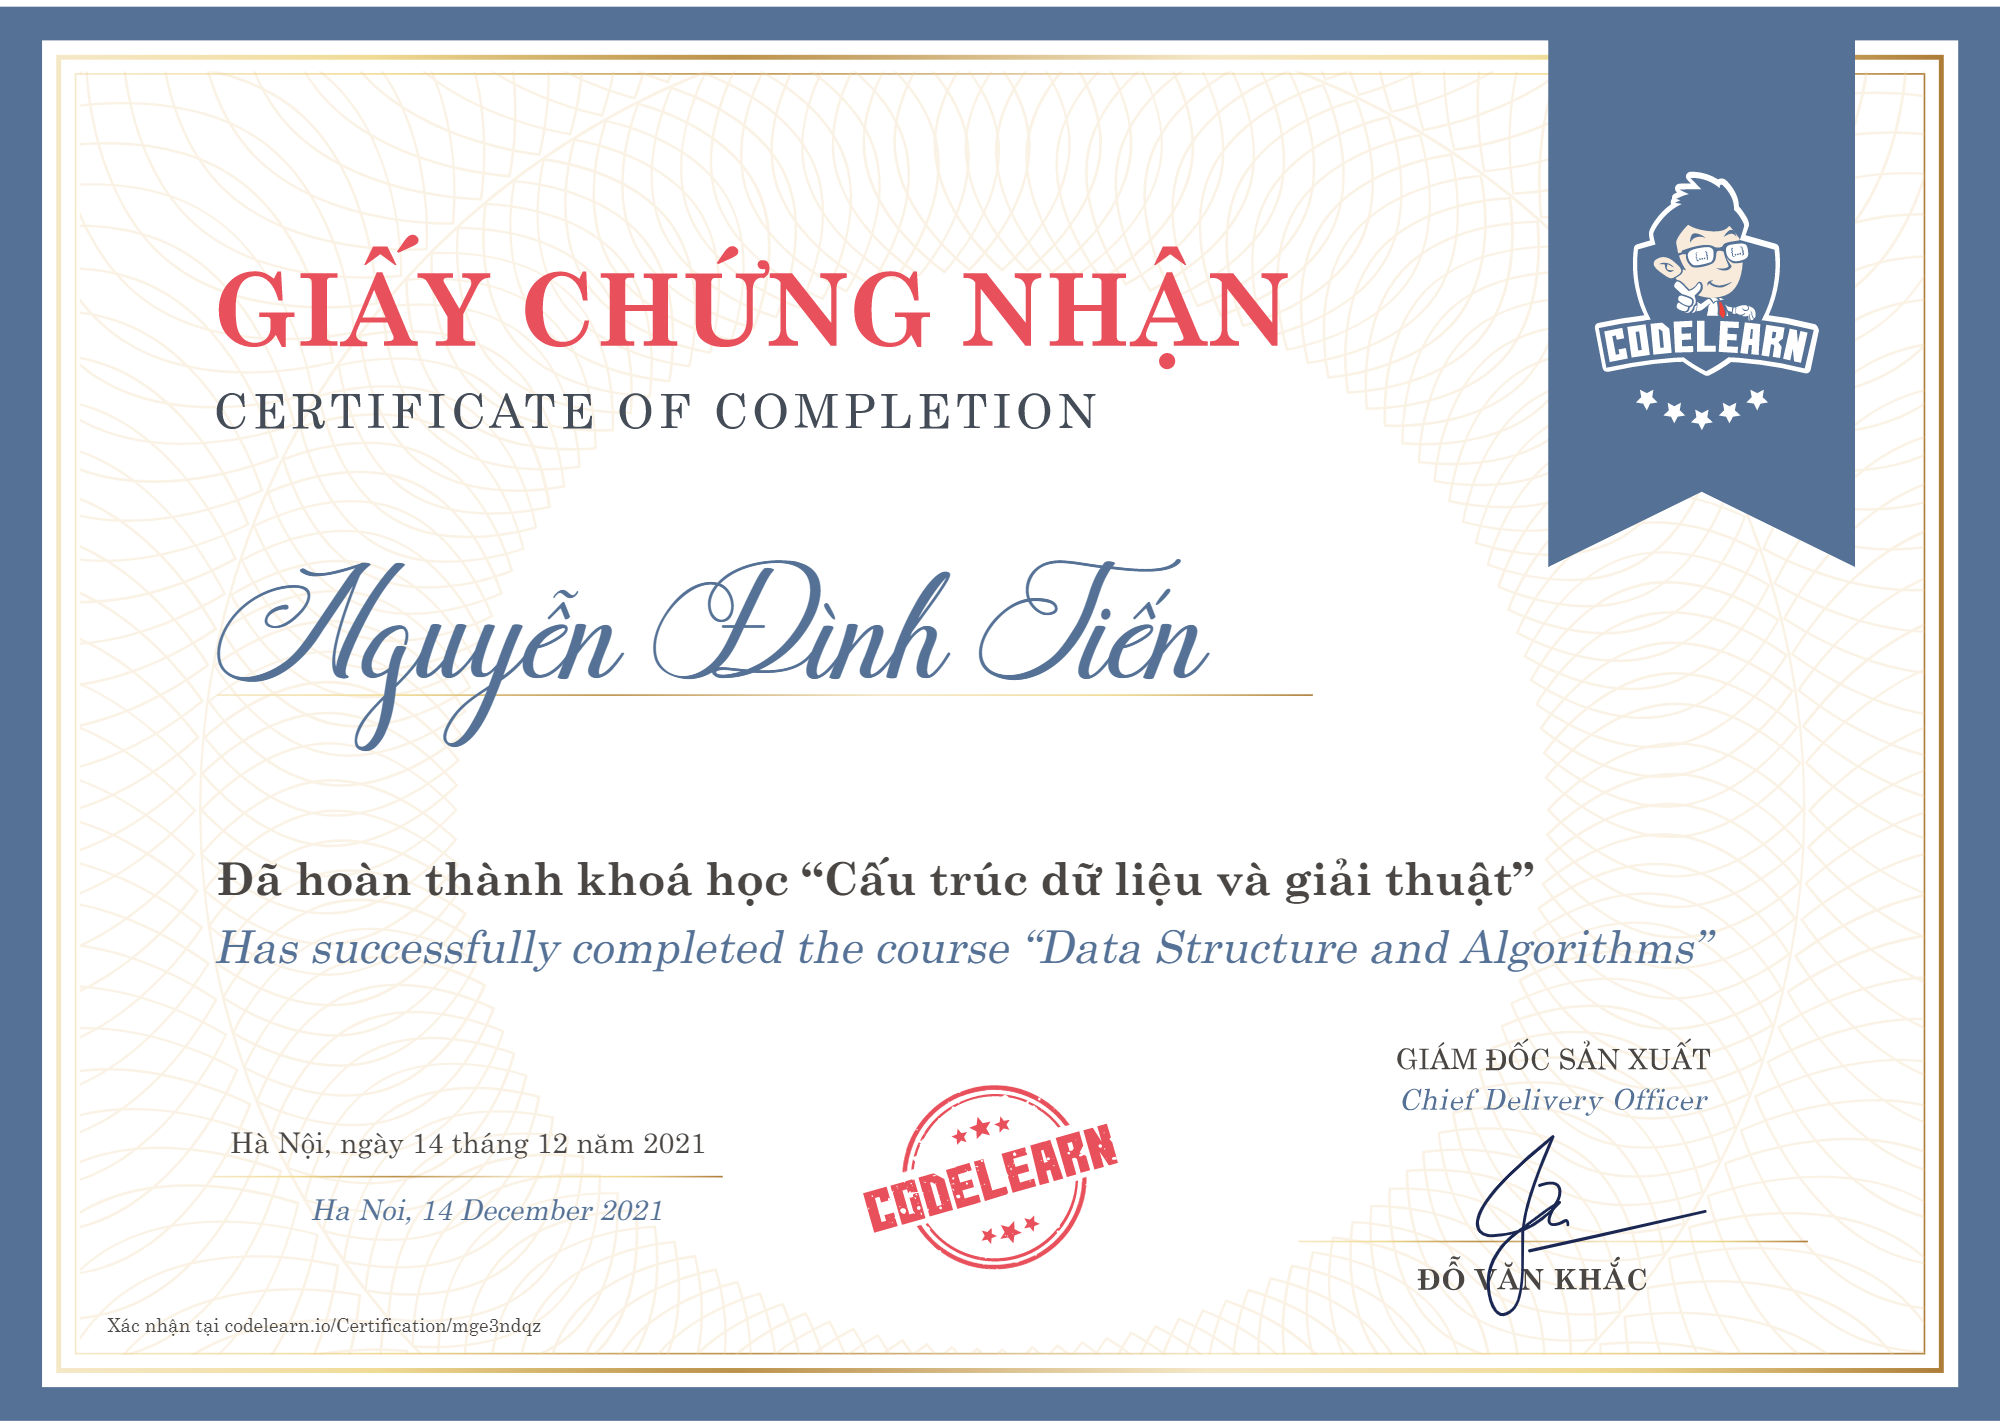 GIẤY CHỨNG NHẬN
CERTIFICATE OF COMPLETION
CODELEARN
Nguyễn Đình Tiến
Đã hoàn thành khoá học “Cấu trúc dữ liệu và giải thuật”
Has successfully completed the course “Data Structure and Algorithms”
GIÁM ĐỐC SẢN XUẤT
Chief Delivery Officer
Hà Nội, ngày 14 tháng 12 năm 2021
Ha Noi, 14 December 2021
CODELEARN
ĐỖ VĂN KHẮC
Xác nhận tại codelearn.io/Certification/mge3ndqz